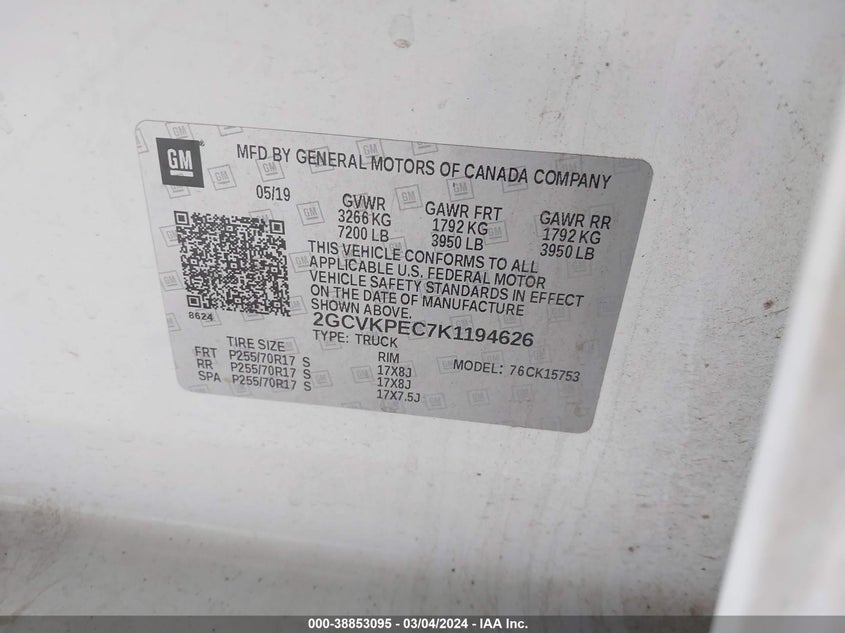 GM
MFD BY GENERAL MOTORS OF CANADA COMPANY
05/19
GVWR GAWR FRT GAWR RR
3266 KG 1792 KG 1792 KG
7200 LB 3950 LB 3950 LB
THIS VEHICLE CONFORMS TO ALL
APPLICABLE U.S. FEDERAL MOTOR
VEHICLE SAFETY STANDARDS IN EFFECT
ON THE DATE OF MANUFACTURE
SHOWN ABOVE.
8624
2GCVKPEC7K1194626
TYPE: TRUCK
TIRE SIZE RIM MODEL: 76CK15753
FRT P255/70R17 S 17X8J
RR P255/70R17 S 17X8J
SPA P255/70R17 S 17X7.5J
000-38853095 - 03/04/2024 - IAA Inc.